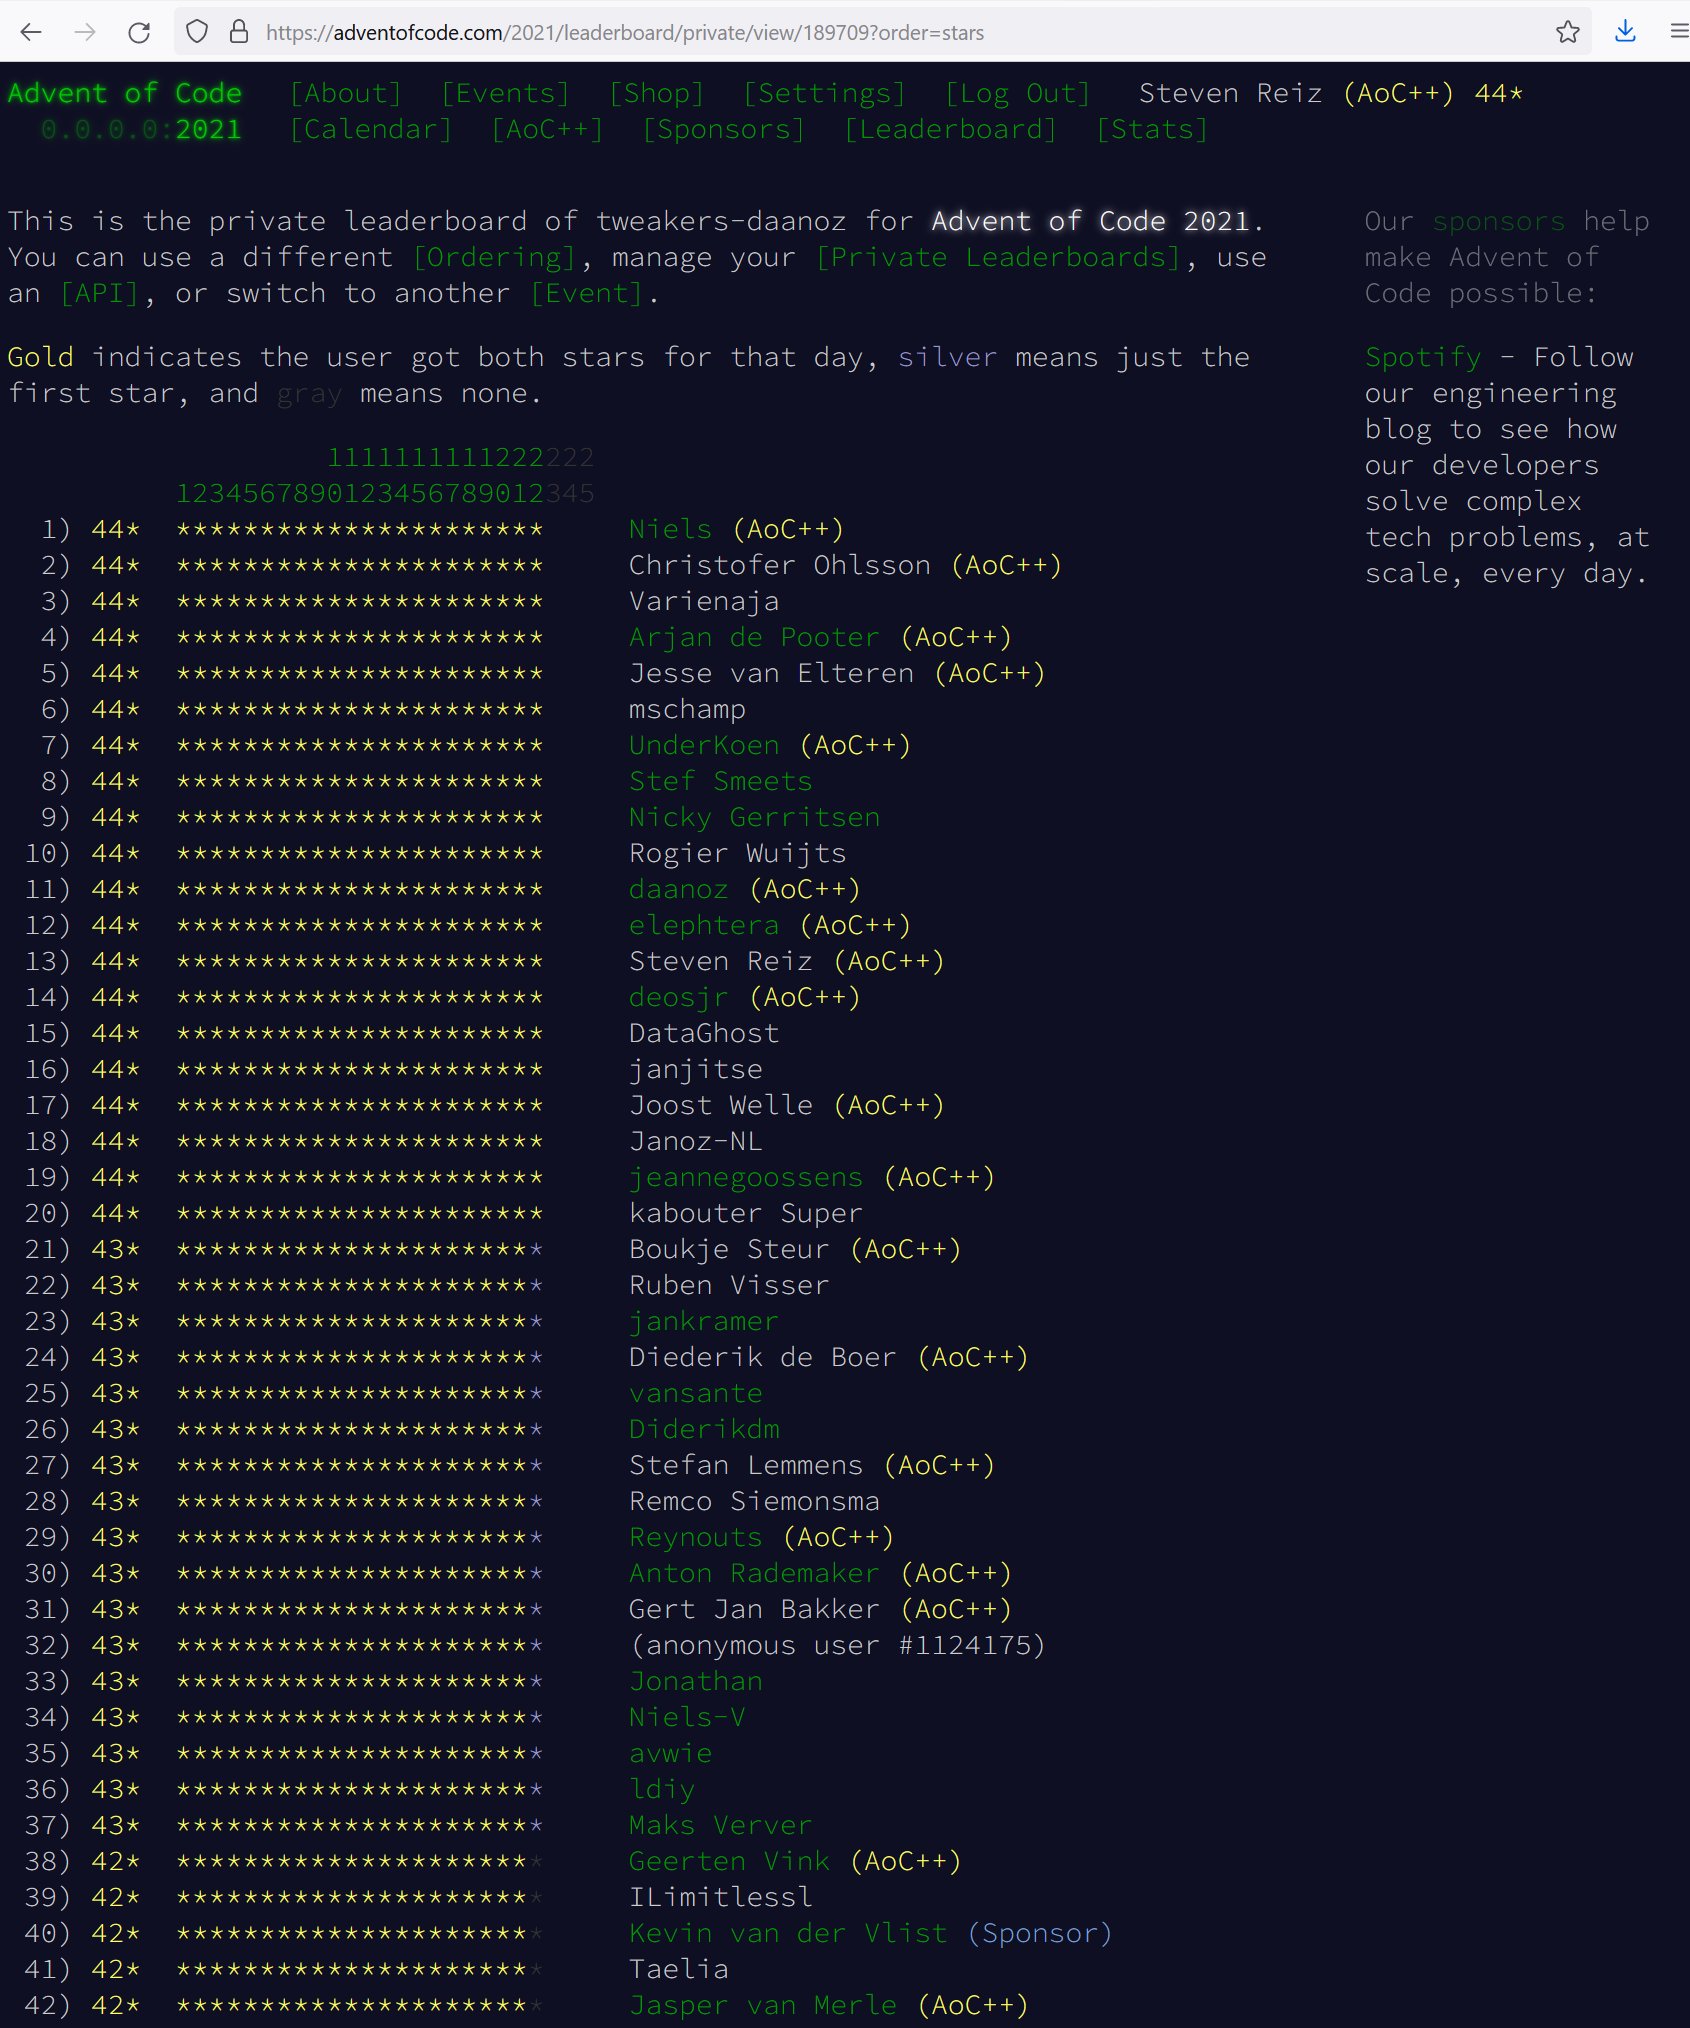 https://adventofcode.com/2021/leaderboard/private/view/189709?order=stars
Advent of Code [About] [Events] [Shop] [Settings] [Log Out] Steven Reiz (AoC++) 44*
0.0.0.0:2021 [Calendar] [AoC++] [Sponsors] [Leaderboard] [Stats]
This is the private leaderboard of tweakers-daanoz for Advent of Code 2021.
You can use a different [Ordering], manage your [Private Leaderboards], use
an [API], or switch to another [Event].
Gold indicates the user got both stars for that day, silver means just the
first star, and gray means none.
Our sponsors help
make Advent of
Code possible:
Spotify - Follow
our engineering
blog to see how
our developers
solve complex
tech problems, at
scale, every day.
1111111111222222
1234567890123456789012345
1) 44* ********************** Niels (AoC++)
2) 44* ********************** Christofer Ohlsson (AoC++)
3) 44* ********************** Varienaja
4) 44* ********************** Arjan de Pooter (AoC++)
5) 44* ********************** Jesse van Elteren (AoC++)
6) 44* ********************** mschamp
7) 44* ********************** UnderKoen (AoC++)
8) 44* ********************** Stef Smeets
9) 44* ********************** Nicky Gerritsen
10) 44* ********************** Rogier Wuijts
11) 44* ********************** daanoz (AoC++)
12) 44* ********************** elephtera (AoC++)
13) 44* ********************** Steven Reiz (AoC++)
14) 44* ********************** deosjr (AoC++)
15) 44* ********************** DataGhost
16) 44* ********************** janjitse
17) 44* ********************** Joost Welle (AoC++)
18) 44* ********************** Janoz-NL
19) 44* ********************** jeannegoossens (AoC++)
20) 44* ********************** kabouter Super
21) 43* ********************** Boukje Steur (AoC++)
22) 43* ********************** Ruben Visser
23) 43* ********************** jankramer
24) 43* ********************** Diederik de Boer (AoC++)
25) 43* ********************** vansante
26) 43* ********************** Diderikdm
27) 43* ********************** Stefan Lemmens (AoC++)
28) 43* ********************** Remco Siemonsma
29) 43* ********************** Reynouts (AoC++)
30) 43* ********************** Anton Rademaker (AoC++)
31) 43* ********************** Gert Jan Bakker (AoC++)
32) 43* ********************** (anonymous user #1124175)
33) 43* ********************** Jonathan
34) 43* ********************** Niels-V
35) 43* ********************** avwie
36) 43* ********************** ldiy
37) 43* ********************** Maks Verver
38) 42* ********************** Geerten Vink (AoC++)
39) 42* ********************** ILimitlessl
40) 42* ********************** Kevin van der Vlist (Sponsor)
41) 42* ********************** Taelia
42) 42* ********************** Jasper van Merle (AoC++)